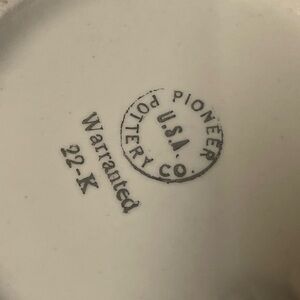 PIONEER POTTERY CO.
U.S.A.
Warranted
22-K